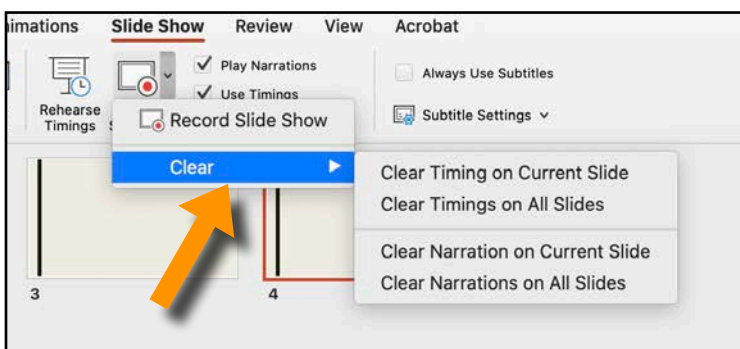 Slide Show Review View Acrobat
Play Narrations
Always Use Subtitles
Use Timings
Rehearse
Timings
Subtitle Settings
Record Slide Show
Clear
Clear Timing on Current Slide
Clear Timings on All Slides
Clear Narration on Current Slide
Clear Narrations on All Slides
3
4